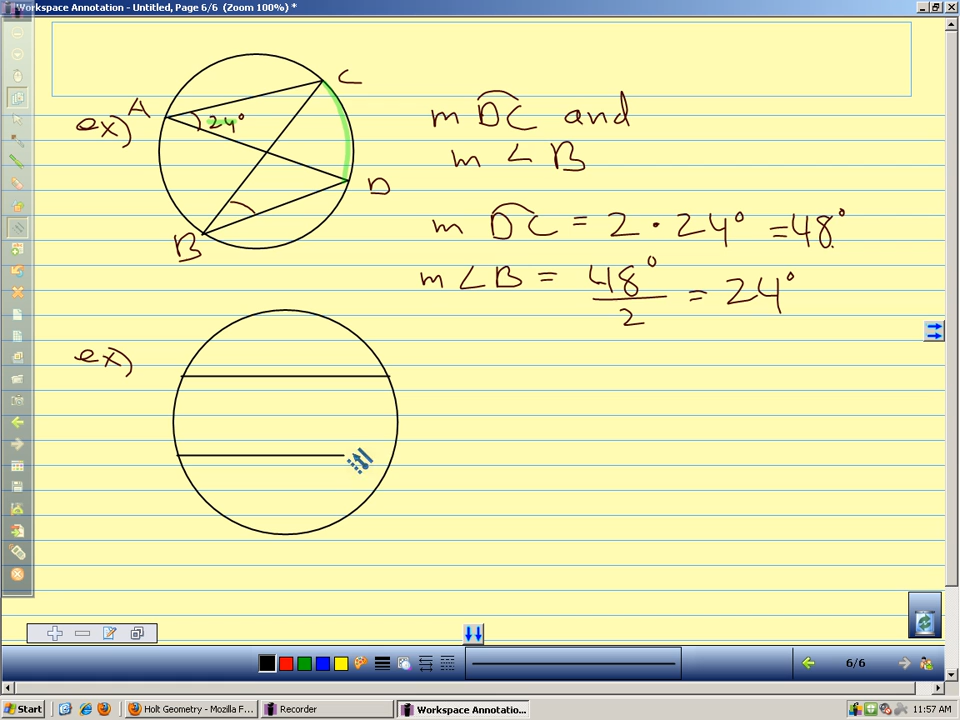 Workspace Annotation - Untitled, Page 6/6 (Zoom 100%) *
C
A
ex)
24°
D
B
m DC and
m ∠ B
m DC = 2 · 24° = 48°
m ∠ B = 48° / 2 = 24°
ex)
6/6
Start
Holt Geometry - Mozilla F...
Recorder
Workspace Annotatio...
11:57 AM